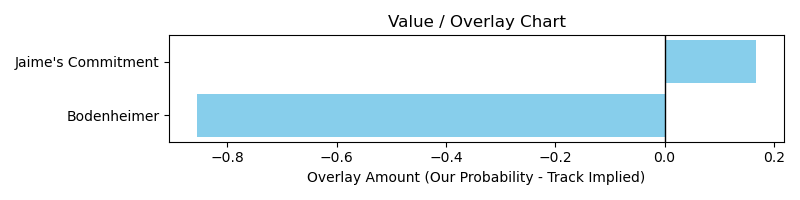 Value / Overlay Chart
Jaime's Commitment
Bodenheimer
−0.8 −0.6 −0.4 −0.2 0.0 0.2
Overlay Amount (Our Probability - Track Implied)